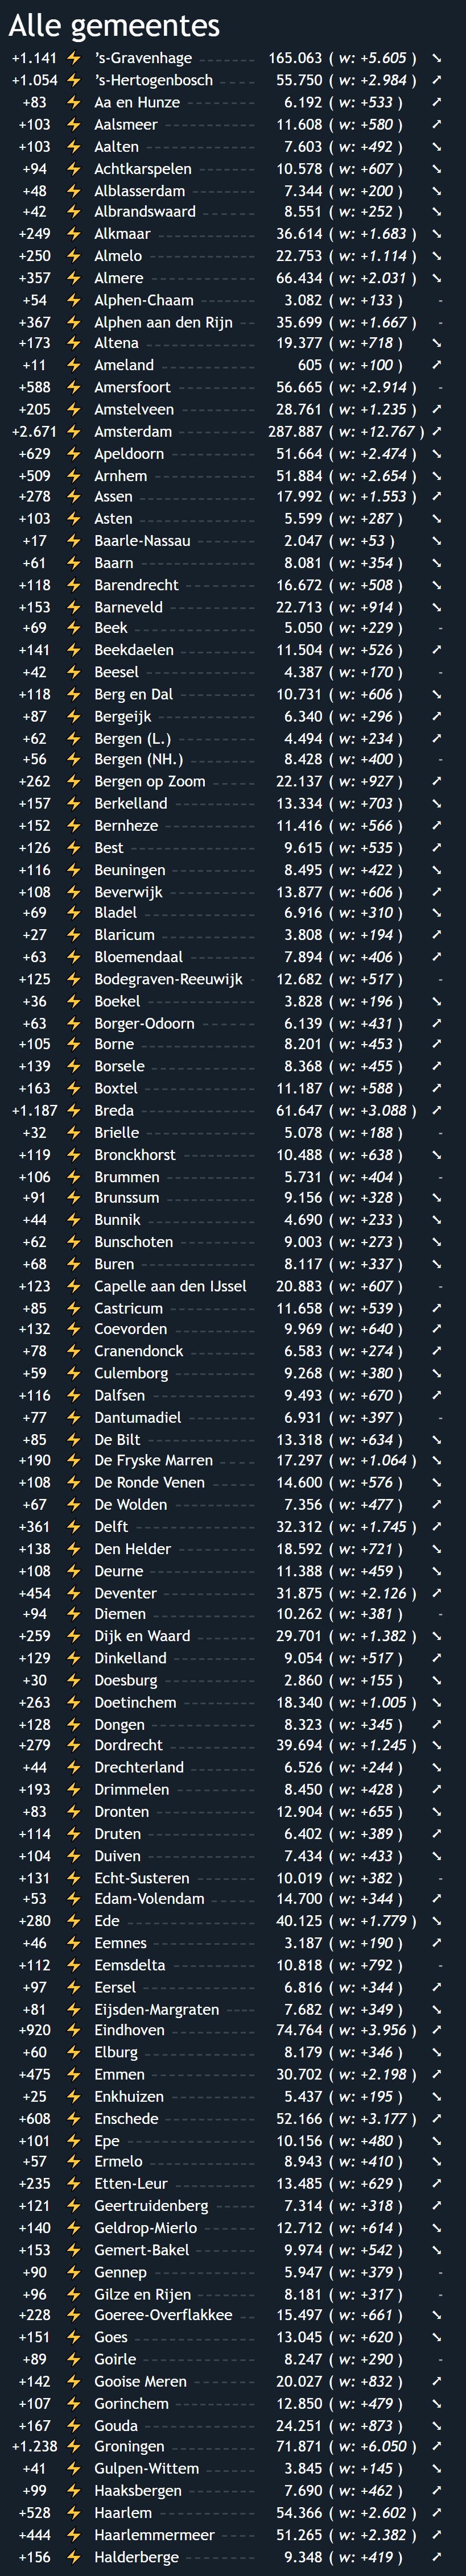 Alle gemeentes
+1.141 ⚡ 's-Gravenhage 165.063 ( w: +5.605 ) ➘
+1.054 ⚡ 's-Hertogenbosch 55.750 ( w: +2.984 ) ➚
+83 ⚡ Aa en Hunze 6.192 ( w: +533 ) ➚
+103 ⚡ Aalsmeer 11.608 ( w: +580 ) ➚
+103 ⚡ Aalten 7.603 ( w: +492 ) ➘
+94 ⚡ Achtkarspelen 10.578 ( w: +607 ) ➘
+48 ⚡ Alblasserdam 7.344 ( w: +200 ) ➘
+42 ⚡ Albrandswaard 8.551 ( w: +252 ) ➘
+249 ⚡ Alkmaar 36.614 ( w: +1.683 ) ➘
+250 ⚡ Almelo 22.753 ( w: +1.114 ) ➘
+357 ⚡ Almere 66.434 ( w: +2.031 ) ➘
+54 ⚡ Alphen-Chaam 3.082 ( w: +133 ) -
+367 ⚡ Alphen aan den Rijn 35.699 ( w: +1.667 ) -
+173 ⚡ Altena 19.377 ( w: +718 ) ➘
+11 ⚡ Ameland 605 ( w: +100 ) ➚
+588 ⚡ Amersfoort 56.665 ( w: +2.914 ) -
+205 ⚡ Amstelveen 28.761 ( w: +1.235 ) ➚
+2.671 ⚡ Amsterdam 287.887 ( w: +12.767 ) ➚
+629 ⚡ Apeldoorn 51.664 ( w: +2.474 ) ➘
+509 ⚡ Arnhem 51.884 ( w: +2.654 ) ➘
+278 ⚡ Assen 17.992 ( w: +1.553 ) ➚
+103 ⚡ Asten 5.599 ( w: +287 ) ➘
+17 ⚡ Baarle-Nassau 2.047 ( w: +53 ) ➘
+61 ⚡ Baarn 8.081 ( w: +354 ) ➘
+118 ⚡ Barendrecht 16.672 ( w: +508 ) ➘
+153 ⚡ Barneveld 22.713 ( w: +914 ) ➘
+69 ⚡ Beek 5.050 ( w: +229 ) -
+141 ⚡ Beekdaelen 11.504 ( w: +526 ) ➚
+42 ⚡ Beesel 4.387 ( w: +170 ) -
+118 ⚡ Berg en Dal 10.731 ( w: +606 ) ➘
+87 ⚡ Bergeijk 6.340 ( w: +296 ) ➚
+62 ⚡ Bergen (L.) 4.494 ( w: +234 ) ➚
+56 ⚡ Bergen (NH.) 8.428 ( w: +400 ) -
+262 ⚡ Bergen op Zoom 22.137 ( w: +927 ) ➚
+157 ⚡ Berkelland 13.334 ( w: +703 ) ➘
+152 ⚡ Bernheze 11.416 ( w: +566 ) ➚
+126 ⚡ Best 9.615 ( w: +535 ) ➚
+116 ⚡ Beuningen 8.495 ( w: +422 ) ➘
+108 ⚡ Beverwijk 13.877 ( w: +606 ) ➚
+69 ⚡ Bladel 6.916 ( w: +310 ) ➘
+27 ⚡ Blaricum 3.808 ( w: +194 ) ➚
+63 ⚡ Bloemendaal 7.894 ( w: +406 ) ➚
+125 ⚡ Bodegraven-Reeuwijk 12.682 ( w: +517 ) -
+36 ⚡ Boekel 3.828 ( w: +196 ) ➘
+63 ⚡ Borger-Odoorn 6.139 ( w: +431 ) ➚
+105 ⚡ Borne 8.201 ( w: +453 ) ➚
+139 ⚡ Borsele 8.368 ( w: +455 ) ➚
+163 ⚡ Boxtel 11.187 ( w: +588 ) ➚
+1.187 ⚡ Breda 61.647 ( w: +3.088 ) ➚
+32 ⚡ Brielle 5.078 ( w: +188 ) -
+119 ⚡ Bronckhorst 10.488 ( w: +638 ) ➘
+106 ⚡ Brummen 5.731 ( w: +404 ) -
+91 ⚡ Brunssum 9.156 ( w: +328 ) ➘
+44 ⚡ Bunnik 4.690 ( w: +233 ) ➘
+62 ⚡ Bunschoten 9.003 ( w: +273 ) ➘
+68 ⚡ Buren 8.117 ( w: +337 ) ➘
+123 ⚡ Capelle aan den IJssel 20.883 ( w: +607 ) -
+85 ⚡ Castricum 11.658 ( w: +539 ) ➚
+132 ⚡ Coevorden 9.969 ( w: +640 ) ➚
+78 ⚡ Cranendonck 6.583 ( w: +274 ) ➚
+59 ⚡ Culemborg 9.268 ( w: +380 ) ➘
+116 ⚡ Dalfsen 9.493 ( w: +670 ) ➚
+77 ⚡ Dantumadiel 6.931 ( w: +397 ) -
+85 ⚡ De Bilt 13.318 ( w: +634 ) ➘
+190 ⚡ De Fryske Marren 17.297 ( w: +1.064 ) ➘
+108 ⚡ De Ronde Venen 14.600 ( w: +576 ) ➘
+67 ⚡ De Wolden 7.356 ( w: +477 ) ➚
+361 ⚡ Delft 32.312 ( w: +1.745 ) ➚
+138 ⚡ Den Helder 18.592 ( w: +721 ) ➘
+108 ⚡ Deurne 11.388 ( w: +459 ) ➘
+454 ⚡ Deventer 31.875 ( w: +2.126 ) ➚
+94 ⚡ Diemen 10.262 ( w: +381 ) -
+259 ⚡ Dijk en Waard 29.701 ( w: +1.382 ) ➘
+129 ⚡ Dinkelland 9.054 ( w: +517 ) ➚
+30 ⚡ Doesburg 2.860 ( w: +155 ) ➘
+263 ⚡ Doetinchem 18.340 ( w: +1.005 ) ➘
+128 ⚡ Dongen 8.323 ( w: +345 ) ➚
+279 ⚡ Dordrecht 39.694 ( w: +1.245 ) ➘
+44 ⚡ Drechterland 6.526 ( w: +244 ) ➘
+193 ⚡ Drimmelen 8.450 ( w: +428 ) ➚
+83 ⚡ Dronten 12.904 ( w: +655 ) ➘
+114 ⚡ Druten 6.402 ( w: +389 ) ➚
+104 ⚡ Duiven 7.434 ( w: +433 ) ➘
+131 ⚡ Echt-Susteren 10.019 ( w: +382 ) -
+53 ⚡ Edam-Volendam 14.700 ( w: +344 ) ➚
+280 ⚡ Ede 40.125 ( w: +1.779 ) ➘
+46 ⚡ Eemnes 3.187 ( w: +190 ) ➚
+112 ⚡ Eemsdelta 10.818 ( w: +792 ) -
+97 ⚡ Eersel 6.816 ( w: +344 ) ➚
+81 ⚡ Eijsden-Margraten 7.682 ( w: +349 ) ➘
+920 ⚡ Eindhoven 74.764 ( w: +3.956 ) ➚
+60 ⚡ Elburg 8.179 ( w: +346 ) ➘
+475 ⚡ Emmen 30.702 ( w: +2.198 ) ➚
+25 ⚡ Enkhuizen 5.437 ( w: +195 ) ➘
+608 ⚡ Enschede 52.166 ( w: +3.177 ) ➚
+101 ⚡ Epe 10.156 ( w: +480 ) ➘
+57 ⚡ Ermelo 8.943 ( w: +410 ) ➘
+235 ⚡ Etten-Leur 13.485 ( w: +629 ) ➚
+121 ⚡ Geertruidenberg 7.314 ( w: +318 ) ➚
+140 ⚡ Geldrop-Mierlo 12.712 ( w: +614 ) ➘
+153 ⚡ Gemert-Bakel 9.974 ( w: +542 ) ➘
+90 ⚡ Gennep 5.947 ( w: +379 ) -
+96 ⚡ Gilze en Rijen 8.181 ( w: +317 ) -
+228 ⚡ Goeree-Overflakkee 15.497 ( w: +661 ) ➘
+151 ⚡ Goes 13.045 ( w: +620 ) ➘
+89 ⚡ Goirle 8.247 ( w: +290 ) -
+142 ⚡ Gooise Meren 20.027 ( w: +832 ) ➚
+107 ⚡ Gorinchem 12.850 ( w: +479 ) ➘
+167 ⚡ Gouda 24.251 ( w: +873 ) ➘
+1.238 ⚡ Groningen 71.871 ( w: +6.050 ) ➚
+41 ⚡ Gulpen-Wittem 3.845 ( w: +145 ) ➘
+99 ⚡ Haaksbergen 7.690 ( w: +462 ) ➚
+528 ⚡ Haarlem 54.366 ( w: +2.602 ) ➚
+444 ⚡ Haarlemmermeer 51.265 ( w: +2.382 ) ➚
+156 ⚡ Halderberge 9.348 ( w: +419 ) ➚